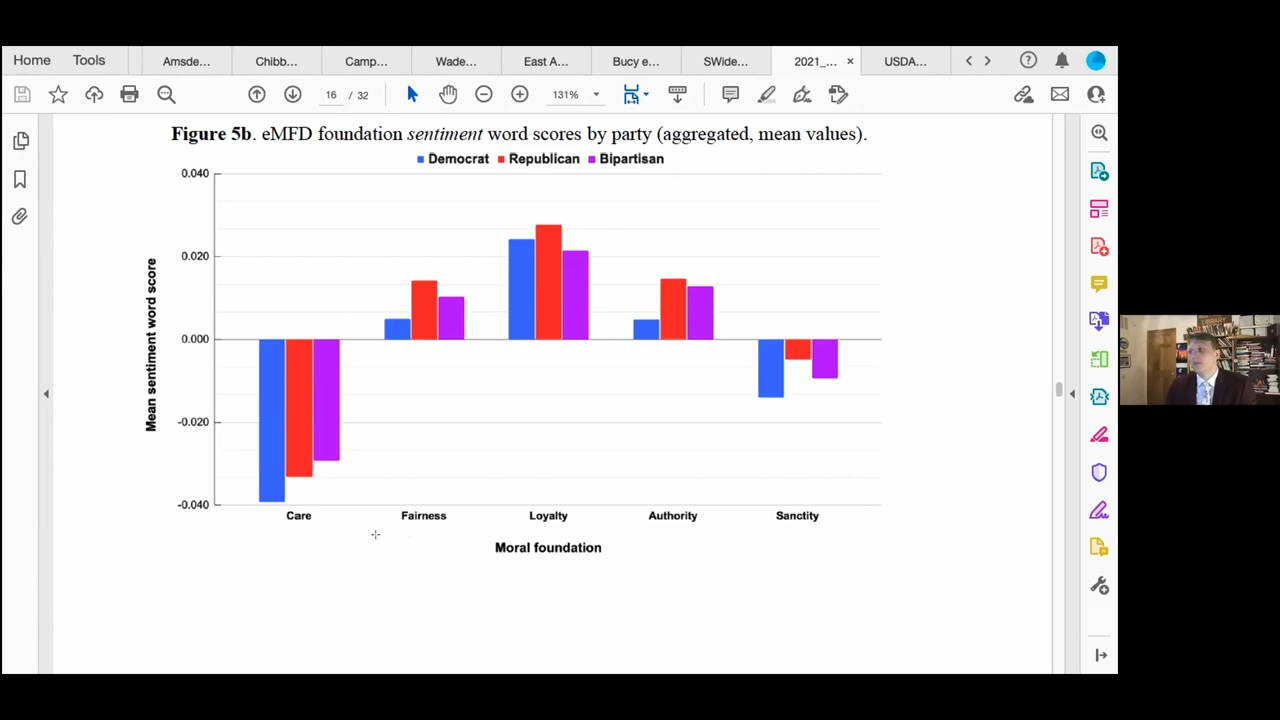 Home Tools Amsde... Chibb... Camp... Wade... East A... Bucy e... SWide... 2021_... × USDA...
16 / 32 131%
Figure 5b. eMFD foundation sentiment word scores by party (aggregated, mean values).
Democrat Republican Bipartisan
0.040
0.020
0.000
-0.020
-0.040
Mean sentiment word score
Care Fairness Loyalty Authority Sanctity
Moral foundation
LIBRARY